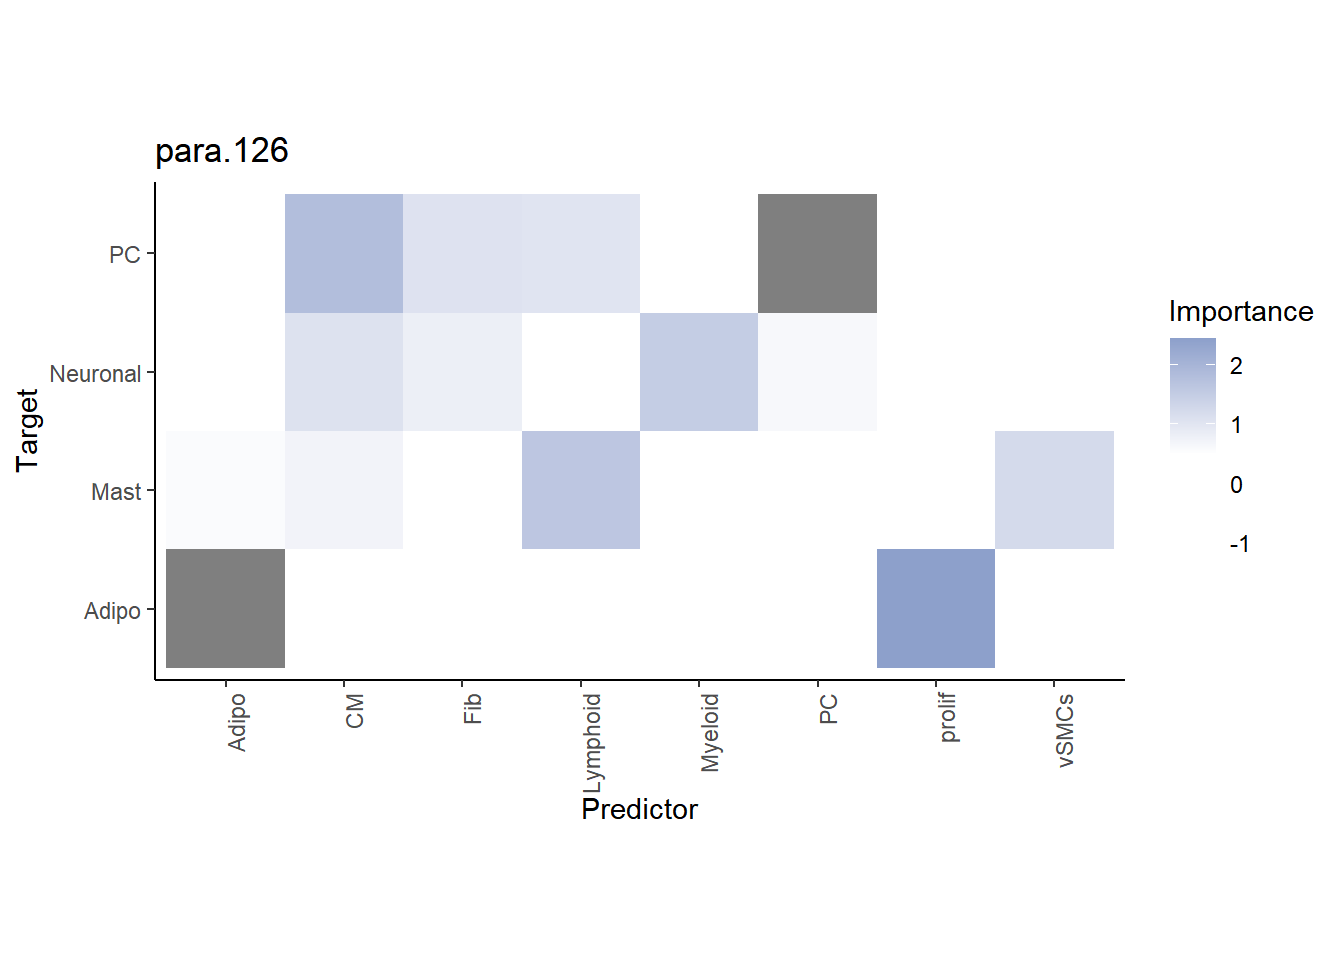 para.126
PC
Neuronal
Mast
Adipo
Target
Adipo
CM
Fib
Lymphoid
Myeloid
PC
prolif
vSMCs
Predictor
Importance
2
1
0
-1